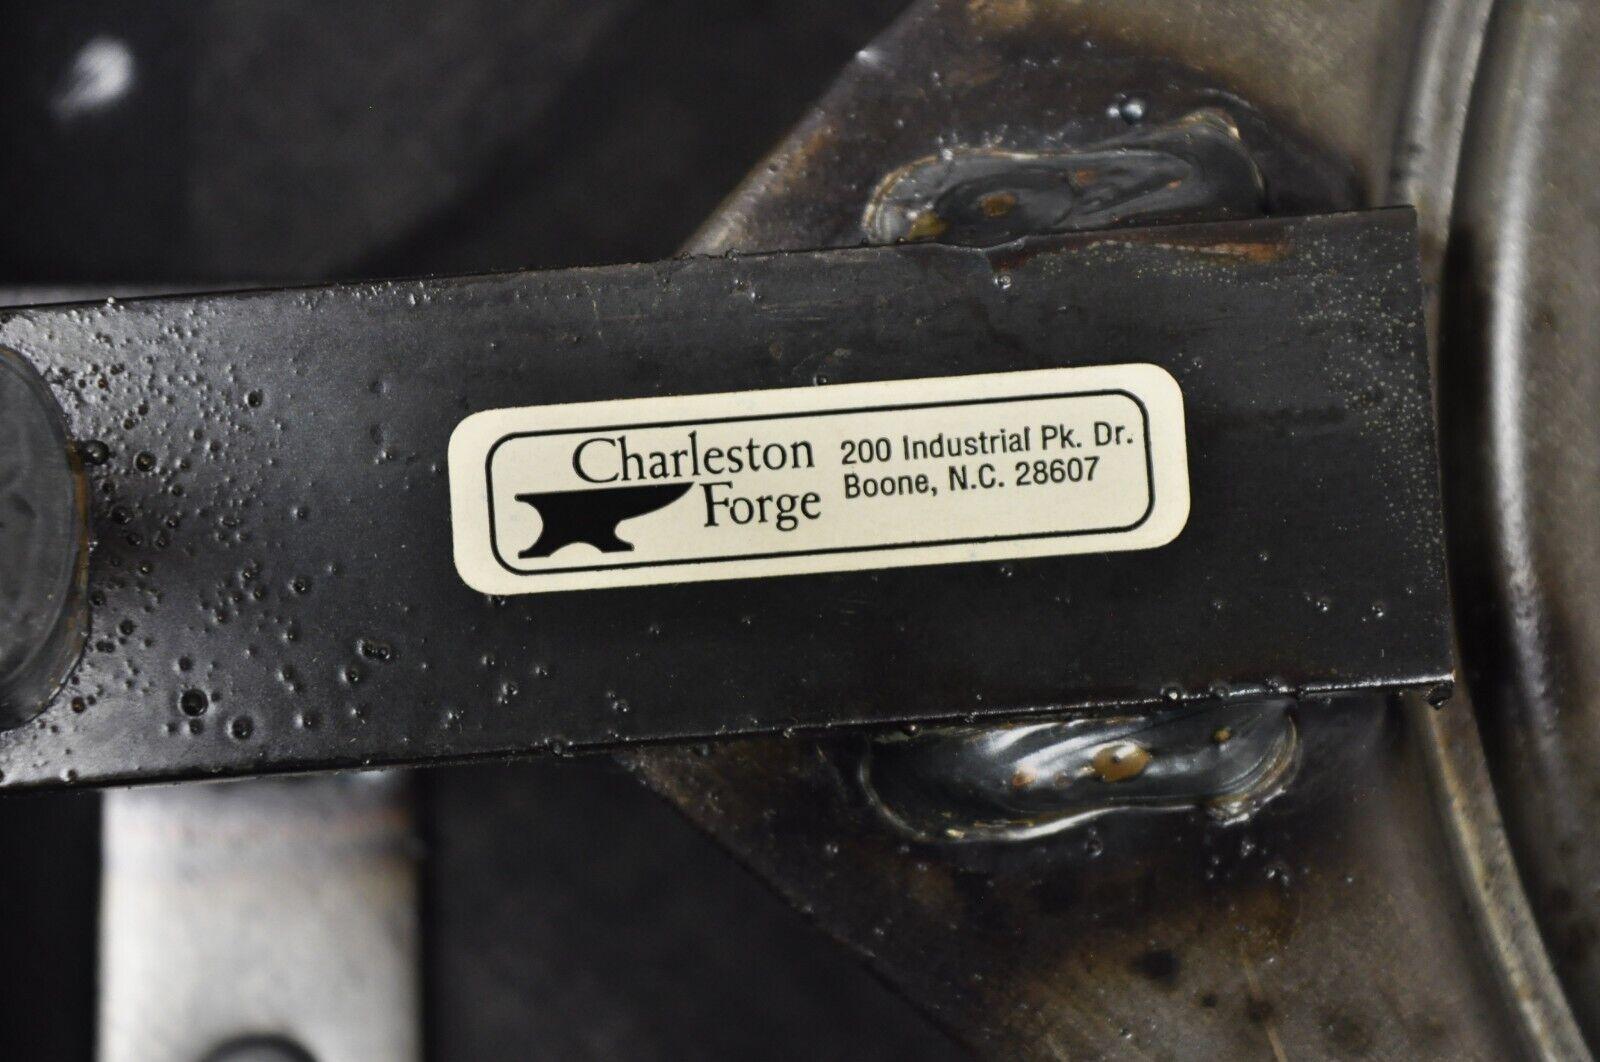 Charleston
Forge
200 Industrial Pk. Dr.
Boone, N.C. 28607